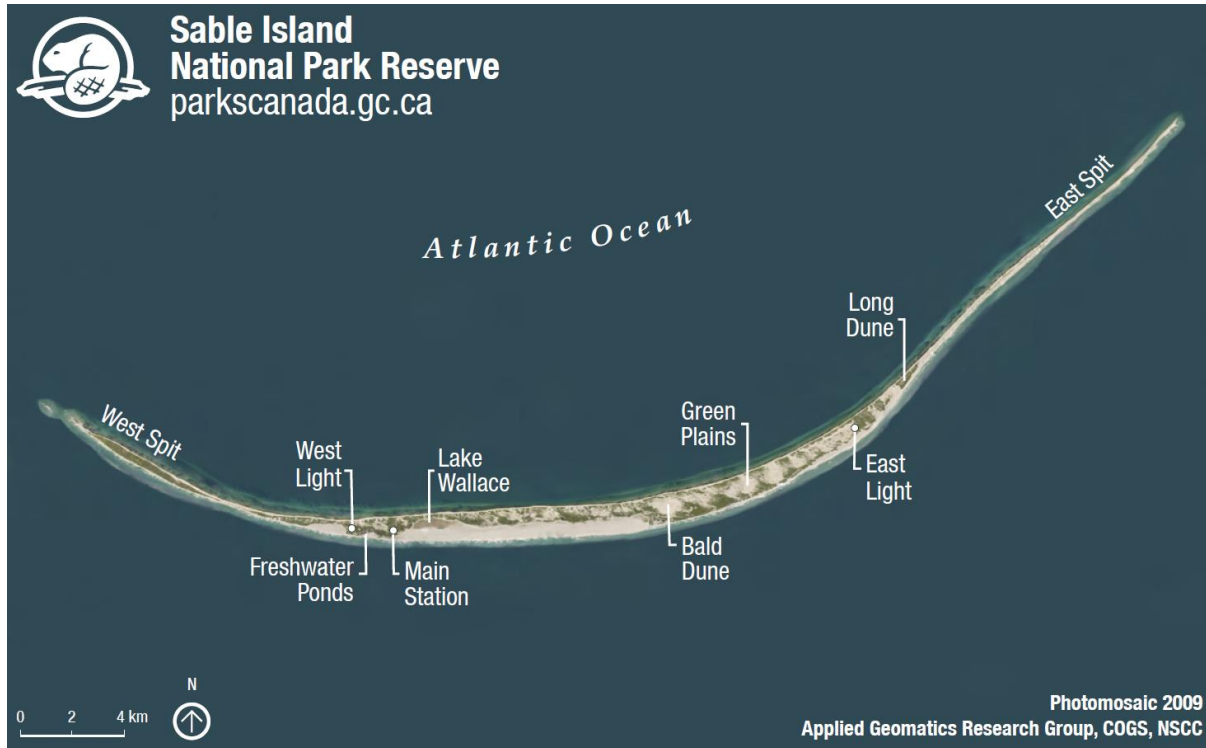 Sable Island
National Park Reserve
parkscanada.gc.ca
East Spit
Atlantic Ocean
Long
Dune
Green
Plains
West Spit
West
Light
Lake
Wallace
East
Light
Freshwater
Ponds
Main
Station
Bald
Dune
N
0 2 4 km
Photomosaic 2009
Applied Geomatics Research Group, COGS, NSCC